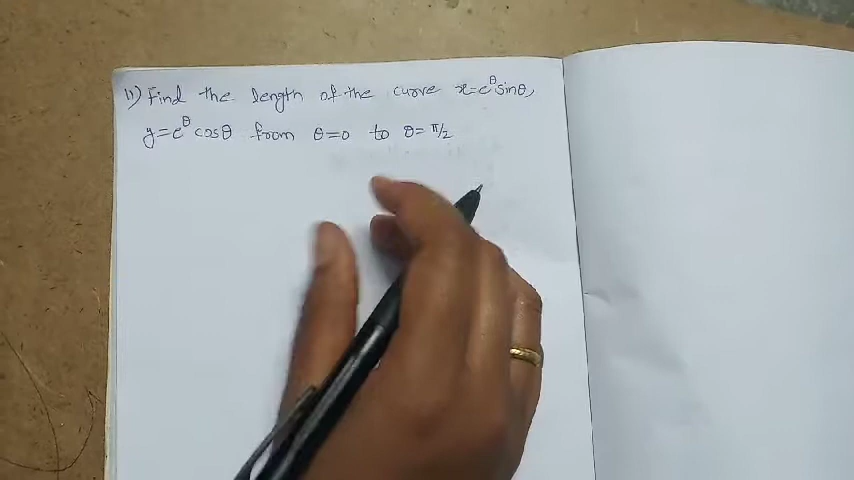 11) Find the length of the curve x=e^θ sinθ,
y=e^θ cosθ from θ=0 to θ=π/2